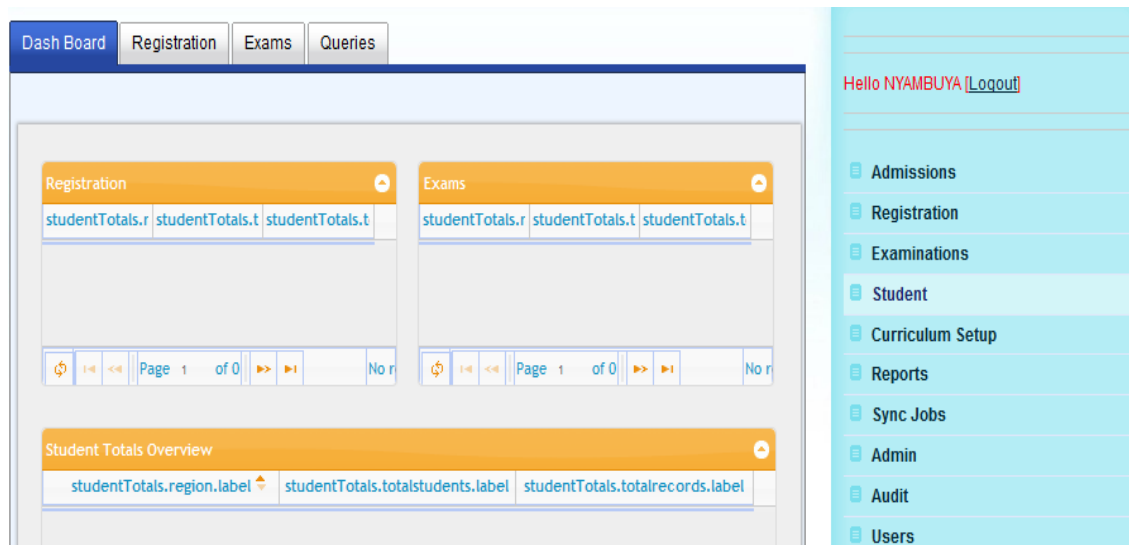 Dash Board Registration Exams Queries
Hello NYAMBUYA [Logout]
Registration
studentTotals.r studentTotals.t studentTotals.t
Page 1 of 0 No r
Exams
studentTotals.r studentTotals.t studentTotals.t
Page 1 of 0 No r
Student Totals Overview
studentTotals.region.label studentTotals.totalstudents.label studentTotals.totalrecords.label
Admissions
Registration
Examinations
Student
Curriculum Setup
Reports
Sync Jobs
Admin
Audit
Users